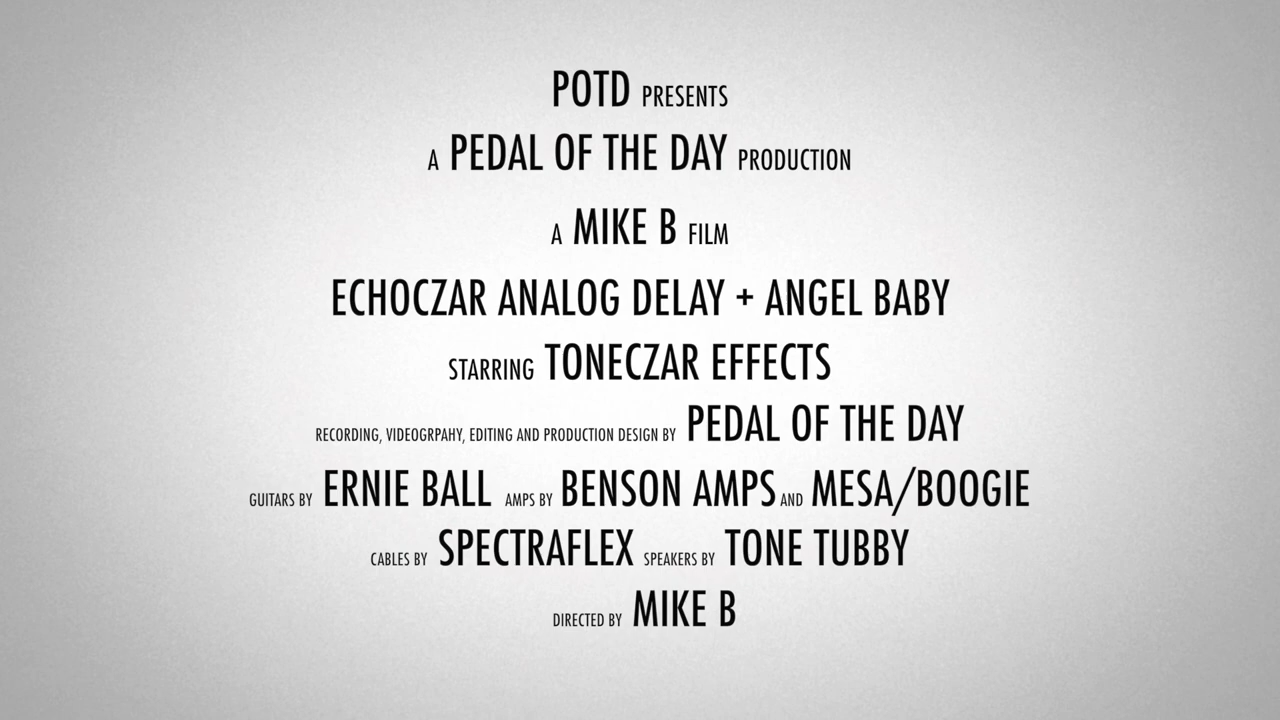 POTD PRESENTS
A PEDAL OF THE DAY PRODUCTION
A MIKE B FILM
ECHOCZAR ANALOG DELAY + ANGEL BABY
STARRING TONECZAR EFFECTS
RECORDING, VIDEOGRPAHY, EDITING AND PRODUCTION DESIGN BY PEDAL OF THE DAY
GUITARS BY ERNIE BALL AMPS BY BENSON AMPS AND MESA/BOOGIE
CABLES BY SPECTRAFLEX SPEAKERS BY TONE TUBBY
DIRECTED BY MIKE B